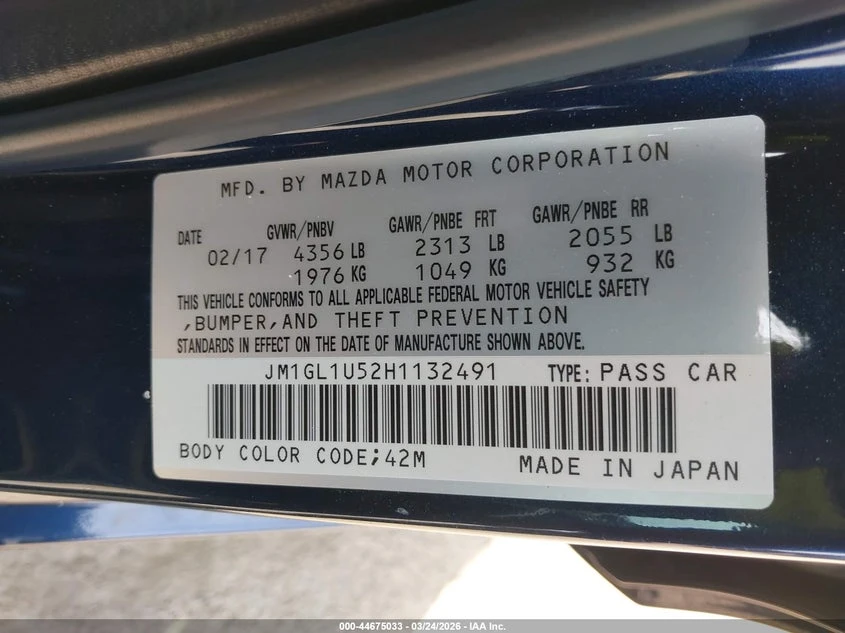 MFD. BY MAZDA MOTOR CORPORATION
DATE GVWR/PNBV GAWR/PNBE FRT GAWR/PNBE RR
02/17 4356 LB 2313 LB 2055 LB
1976 KG 1049 KG 932 KG
THIS VEHICLE CONFORMS TO ALL APPLICABLE FEDERAL MOTOR VEHICLE SAFETY
,BUMPER,AND THEFT PREVENTION
STANDARDS IN EFFECT ON THE DATE OF MANUFACTURE SHOWN ABOVE.
JM1GL1U52H1132491 TYPE: PASS CAR
BODY COLOR CODE;42M MADE IN JAPAN
000-44675033 - 03/24/2026 - IAA Inc.